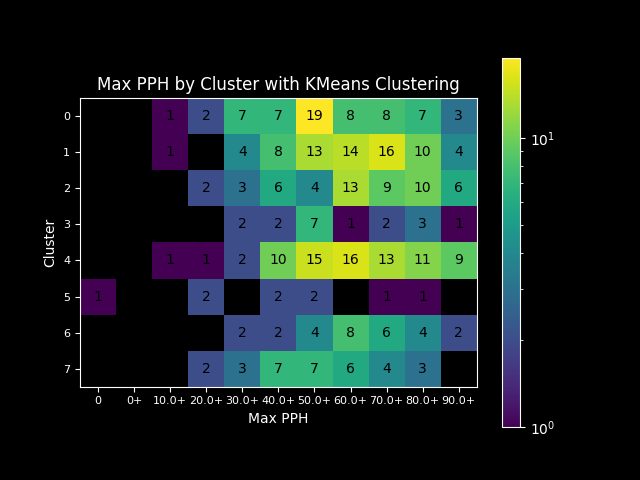 Max PPH by Cluster with KMeans Clustering
0 1 2 7 7 19 8 8 7 3
1 1 4 8 13 14 16 10 4
2 2 3 6 4 13 9 10 6
3 2 2 7 1 2 3 1
4 1 1 2 10 15 16 13 11 9
5 1 2 2 2 1 1
6 2 2 4 8 6 4 2
7 2 3 7 7 6 4 3
0 0+ 10.0+ 20.0+ 30.0+ 40.0+ 50.0+ 60.0+ 70.0+ 80.0+ 90.0+
Max PPH
Cluster
10¹
10⁰